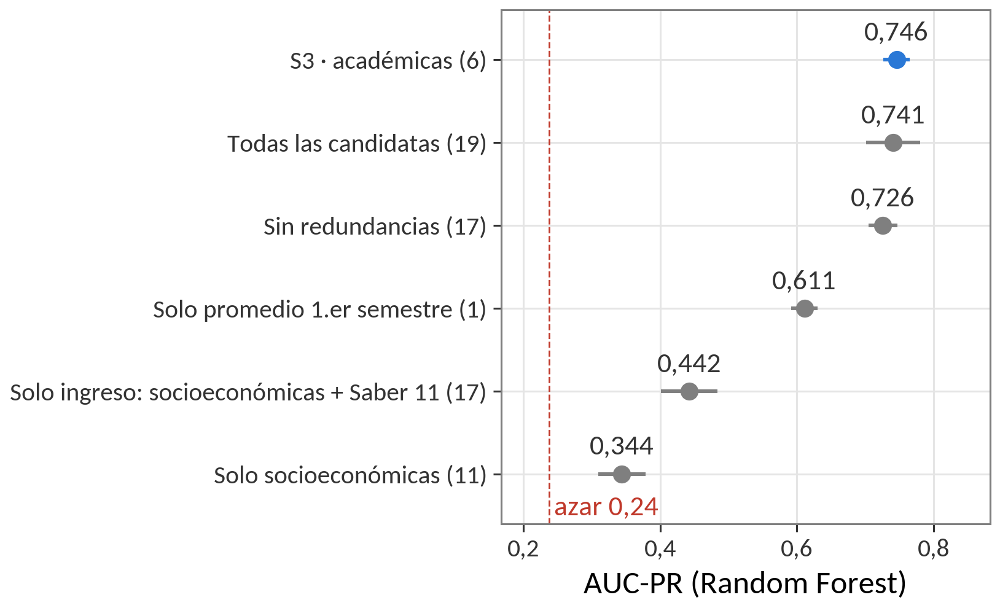 0,746
S3 · académicas (6)
0,741
Todas las candidatas (19)
0,726
Sin redundancias (17)
0,611
Solo promedio 1.er semestre (1)
0,442
Solo ingreso: socioeconómicas + Saber 11 (17)
0,344
Solo socioeconómicas (11)
azar 0,24
0,2 0,4 0,6 0,8
AUC-PR (Random Forest)